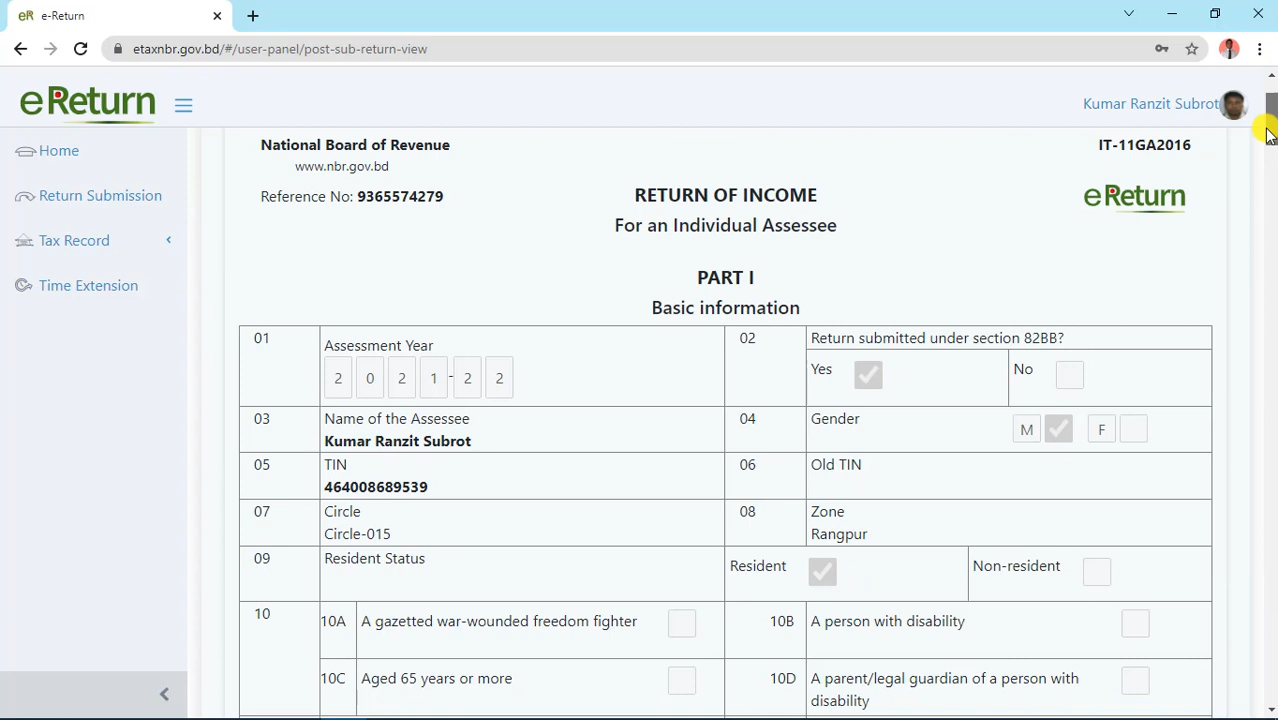 eR e-Return
etaxnbr.gov.bd/#/user-panel/post-sub-return-view
eReturn
Kumar Ranzit Subrot
Home
Return Submission
Tax Record
Time Extension
National Board of Revenue
IT-11GA2016
www.nbr.gov.bd
Reference No: 9365574279
RETURN OF INCOME
eReturn
For an Individual Assessee
PART I
Basic information
01 Assessment Year
2 0 2 1 - 2 2
02 Return submitted under section 82BB?
Yes No
03 Name of the Assessee
Kumar Ranzit Subrot
04 Gender M F
05 TIN
464008689539
06 Old TIN
07 Circle
Circle-015
08 Zone
Rangpur
09 Resident Status Resident Non-resident
10 10A A gazetted war-wounded freedom fighter 10B A person with disability
10C Aged 65 years or more 10D A parent/legal guardian of a person with
disability